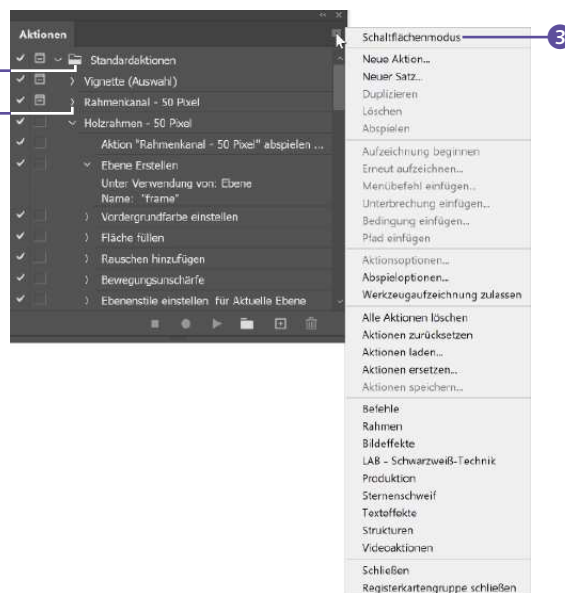 Aktionen
Standardaktionen
Vignette (Auswahl)
Rahmenkanal - 50 Pixel
Holzrahmen - 50 Pixel
Aktion "Rahmenkanal - 50 Pixel" abspielen ...
Ebene Erstellen
Unter Verwendung von: Ebene
Name: "frame"
Vordergrundfarbe einstellen
Fläche füllen
Rauschen hinzufügen
Bewegungsunschärfe
Ebenenstile einstellen für Aktuelle Ebene
Schaltflächenmodus
3
Neue Aktion...
Neuer Satz...
Duplizieren
Löschen
Abspielen
Aufzeichnung beginnen
Erneut aufzeichnen...
Menübefehl einfügen...
Unterbrechung einfügen...
Bedingung einfügen...
Pfad einfügen
Aktionsoptionen...
Abspieloptionen...
Werkzeugaufzeichnung zulassen
Alle Aktionen löschen
Aktionen zurücksetzen
Aktionen laden...
Aktionen ersetzen...
Aktionen speichern...
Befehle
Rahmen
Bildeffekte
LAB - Schwarzweiß-Technik
Produktion
Sternenschweif
Texteffekte
Strukturen
Videoaktionen
Schließen
Registerkartengruppe schließen